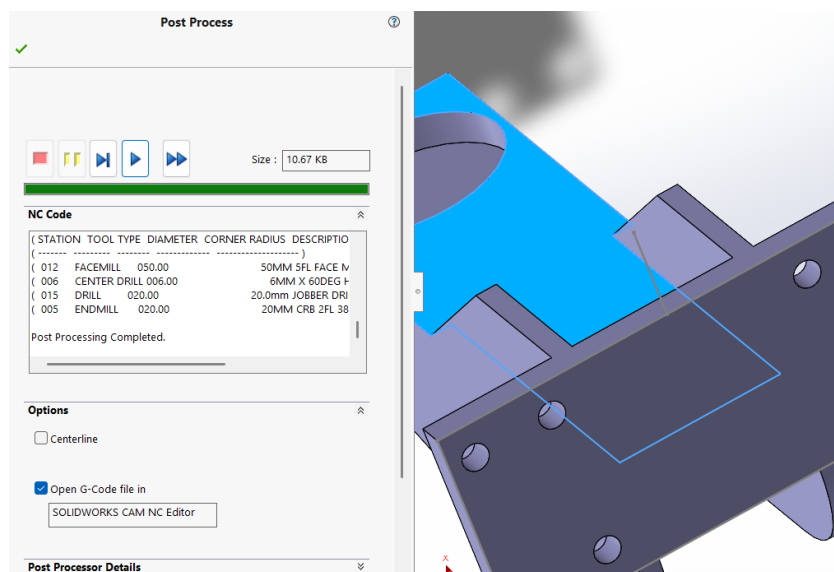 Post Process
Size : 10.67 KB
NC Code
( STATION TOOL TYPE DIAMETER CORNER RADIUS DESCRIPTIO
(------- --------- -------- ------------- -------------------- )
( 012 FACEMILL 050.00 50MM 5FL FACE M
( 006 CENTER DRILL 006.00 6MM X 60DEG H
( 015 DRILL 020.00 20.0mm JOBBER DRI
( 005 ENDMILL 020.00 20MM CRB 2FL 38
Post Processing Completed.
Options
Centerline
Open G-Code file in
SOLIDWORKS CAM NC Editor
Post Processor Details
X